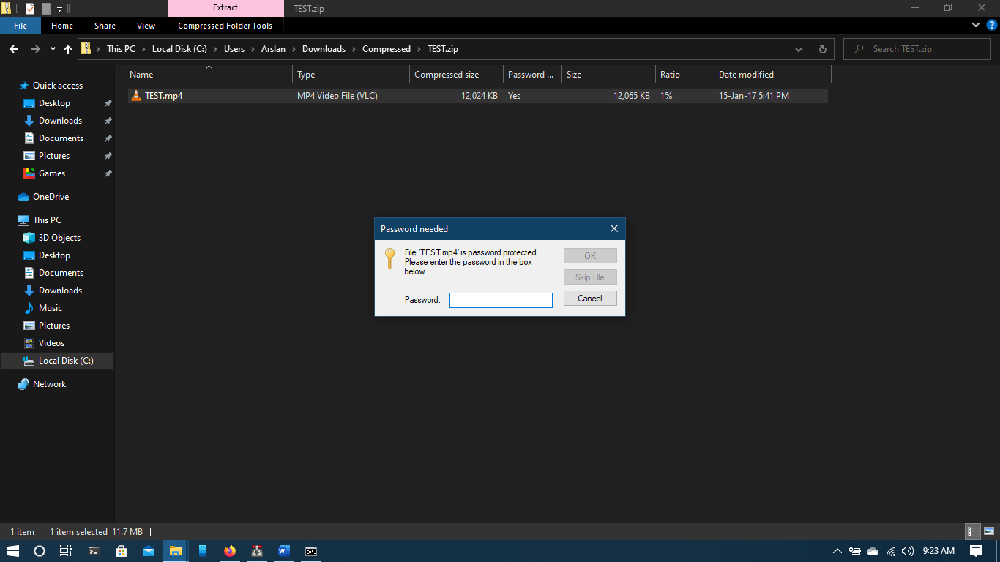 Extract
TEST.zip
File
Home
Share
View
Compressed Folder Tools
This PC
Local Disk (C:)
Users
Arslan
Downloads
Compressed
TEST.zip
Search TEST.zip
Name
Type
Compressed size
Password ...
Size
Ratio
Date modified
TEST.mp4
MP4 Video File (VLC)
12,024 KB
Yes
12,065 KB
1%
15-Jan-17 5:41 PM
Quick access
Desktop
Downloads
Documents
Pictures
Games
OneDrive
This PC
3D Objects
Desktop
Documents
Downloads
Music
Pictures
Videos
Local Disk (C:)
Network
Password needed
File 'TEST.mp4' is password protected.
Please enter the password in the box
below.
Password:
OK
Skip File
Cancel
1 item
1 item selected 11.7 MB
9:23 AM